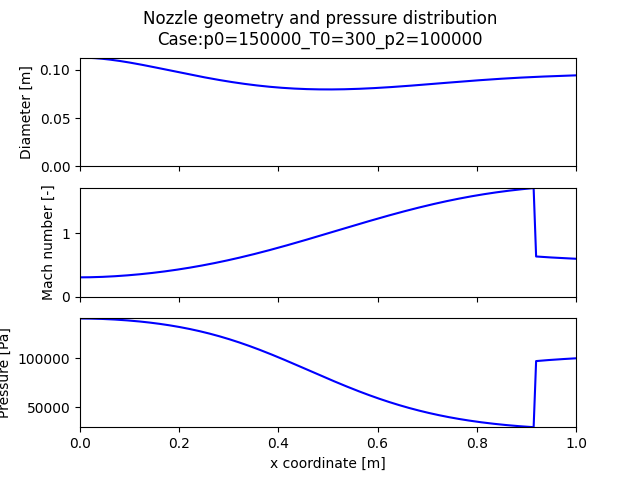 Nozzle geometry and pressure distribution
Case:p0=150000_T0=300_p2=100000
0.10
0.05
0.00
Diameter [m]
1
0
Mach number [-]
100000
50000
Pressure [Pa]
0.0 0.2 0.4 0.6 0.8 1.0
x coordinate [m]